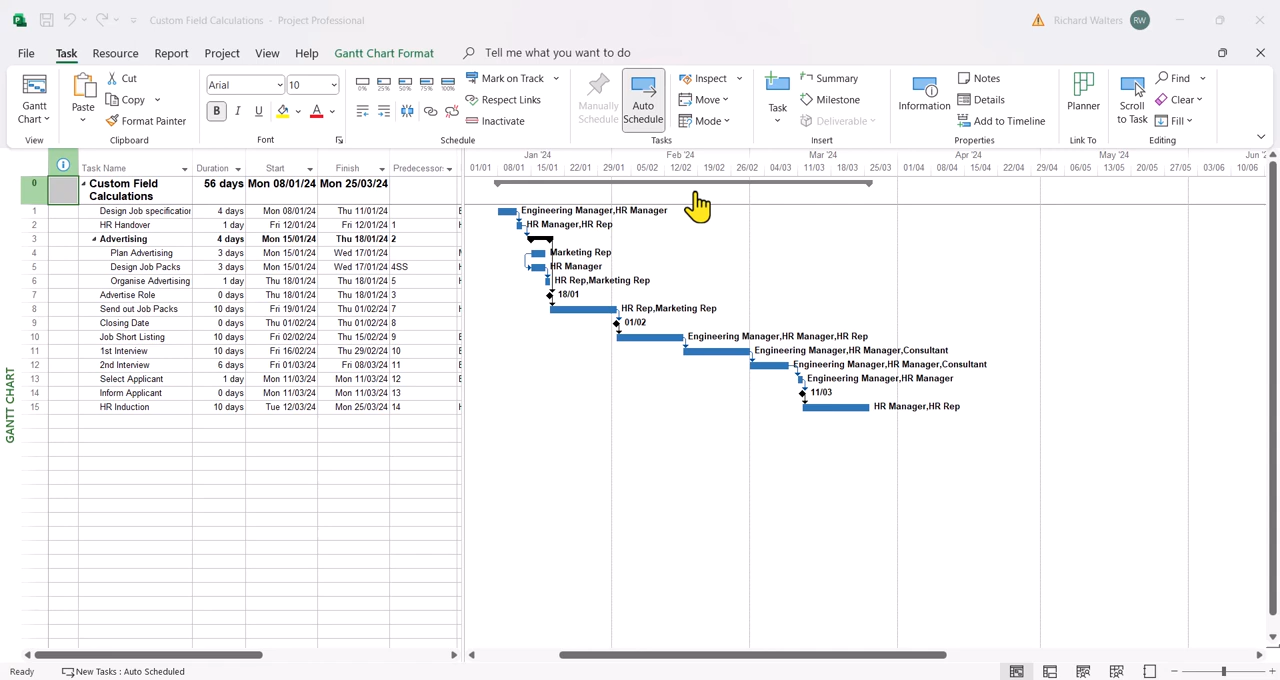 Custom Field Calculations - Project Professional
Richard Walters RW
File Task Resource Report Project View Help Gantt Chart Format Tell me what you want to do
Gantt Chart
View
Paste
Cut
Copy
Format Painter
Arial 10
B I U A
Font
0% 25% 50% 75% 100%
Mark on Track
Respect Links
Inactivate
Schedule
Manually Schedule
Auto Schedule
Inspect
Move
Mode
Tasks
Task
Summary
Milestone
Deliverable
Insert
Information
Notes
Details
Add to Timeline
Properties
Planner
Link To
Scroll to Task
Find
Clear
Fill
Editing
Task Name Duration Start Finish Predecessor
Jan '24 Feb '24 Mar '24 Apr '24 May '24
01/01 08/01 15/01 22/01 29/01 05/02 12/02 19/02 26/02 04/03 11/03 18/03 25/03 01/04 08/04 15/04 22/04 29/04 06/05 13/05 20/05 27/05 03/06 10/06
0 Custom Field Calculations 56 days Mon 08/01/24 Mon 25/03/24
1 Design Job specification 4 days Mon 08/01/24 Thu 11/01/24 Engineering Manager,HR Manager
2 HR Handover 1 day Fri 12/01/24 Fri 12/01/24 1 HR Manager,HR Rep
3 Advertising 4 days Mon 15/01/24 Thu 18/01/24 2
4 Plan Advertising 3 days Mon 15/01/24 Wed 17/01/24 Marketing Rep
5 Design Job Packs 3 days Mon 15/01/24 Wed 17/01/24 4SS HR Manager
6 Organise Advertising 1 day Thu 18/01/24 Thu 18/01/24 5 HR Rep,Marketing Rep
7 Advertise Role 0 days Thu 18/01/24 Thu 18/01/24 3 18/01
8 Send out Job Packs 10 days Fri 19/01/24 Thu 01/02/24 7 HR Rep,Marketing Rep
9 Closing Date 0 days Thu 01/02/24 Thu 01/02/24 8 01/02
10 Job Short Listing 10 days Fri 02/02/24 Thu 15/02/24 9 Engineering Manager,HR Manager,HR Rep
11 1st Interview 10 days Fri 16/02/24 Thu 29/02/24 10 Engineering Manager,HR Manager,Consultant
12 2nd Interview 6 days Fri 01/03/24 Fri 08/03/24 11 Engineering Manager,HR Manager,Consultant
13 Select Applicant 1 day Mon 11/03/24 Mon 11/03/24 12 Engineering Manager,HR Manager
14 Inform Applicant 0 days Mon 11/03/24 Mon 11/03/24 13 11/03
15 HR Induction 10 days Tue 12/03/24 Mon 25/03/24 14 HR Manager,HR Rep
GANTT CHART
Ready New Tasks : Auto Scheduled